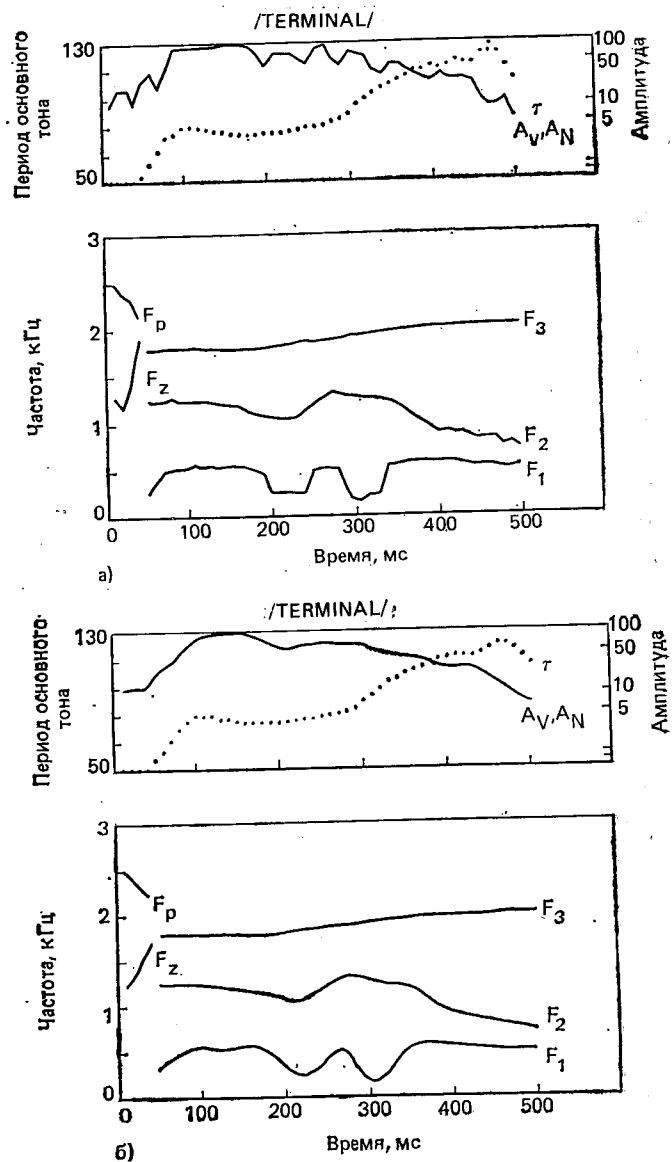 /TERMINAL/
Период основного
тона
130
50
100
50
10
5
Амплитуда
τ
A_V, A_N
Частота, кГц
3
2
1
0
F_p
F_z
F_3
F_2
F_1
0 100 200 300 400 500
Время, мс
а)
/TERMINAL/
Период основного
тона
130
50
100
50
10
5
Амплитуда
τ
A_V, A_N
Частота, кГц
3
2
1
0
F_p
F_z
F_3
F_2
F_1
0 100 200 300 400 500
Время, мс
б)